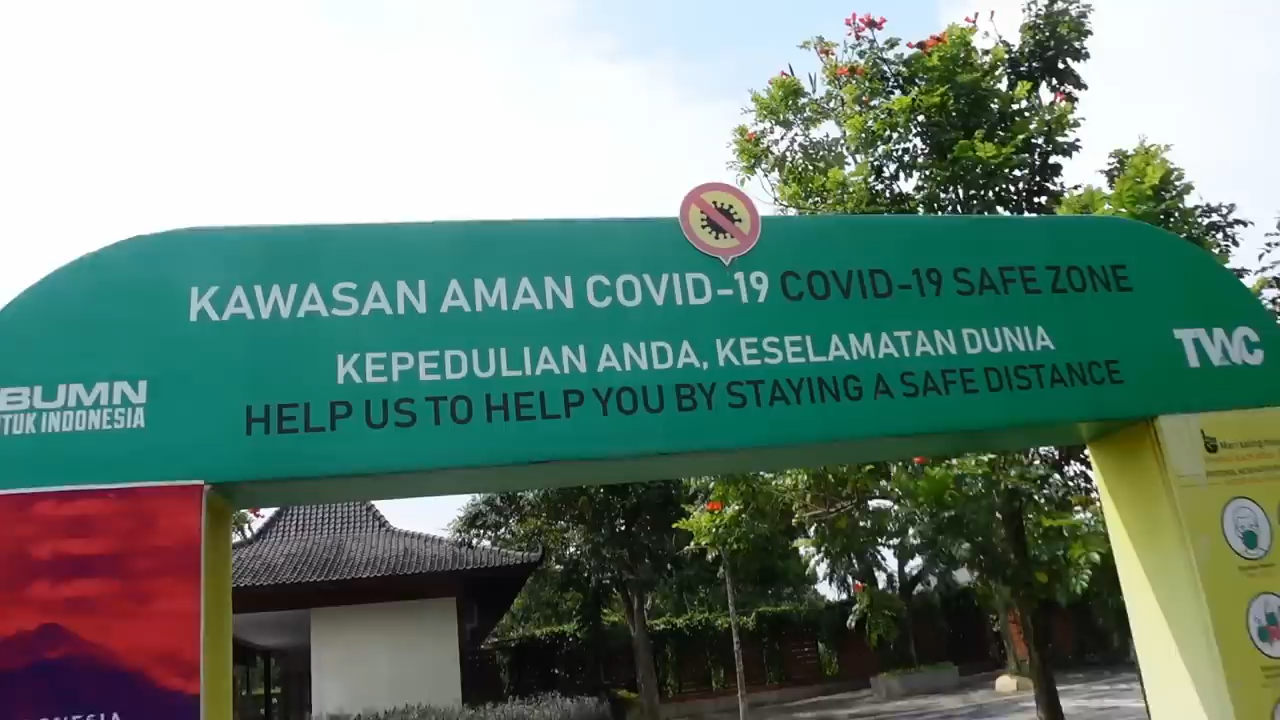 KAWASAN AMAN COVID-19 COVID-19 SAFE ZONE
KEPEDULIAN ANDA, KESELAMATAN DUNIA
HELP US TO HELP YOU BY STAYING A SAFE DISTANCE
BUMN
TUK INDONESIA
TWC
NESIA